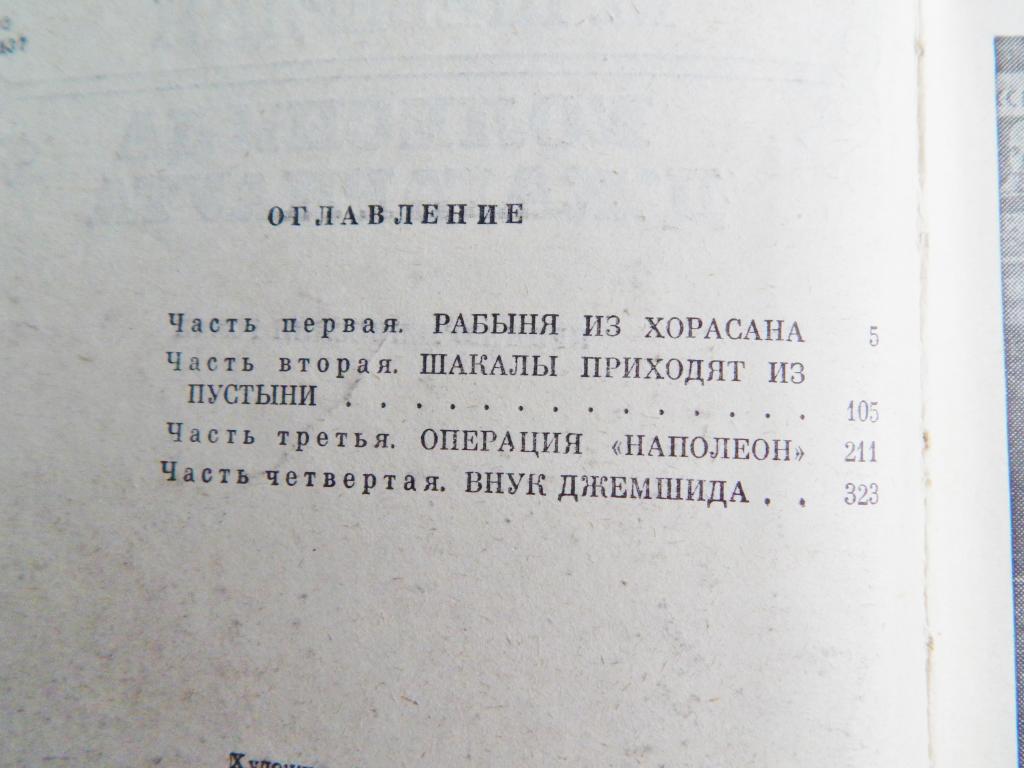 ОГЛАВЛЕНИЕ
Часть первая. РАБЫНЯ ИЗ ХОРАСАНА 5
Часть вторая. ШАКАЛЫ ПРИХОДЯТ ИЗ
ПУСТЫНИ . . . . . . . . . . . . . . 105
Часть третья. ОПЕРАЦИЯ «НАПОЛЕОН» 211
Часть четвертая. ВНУК ДЖЕМШИДА . . 323